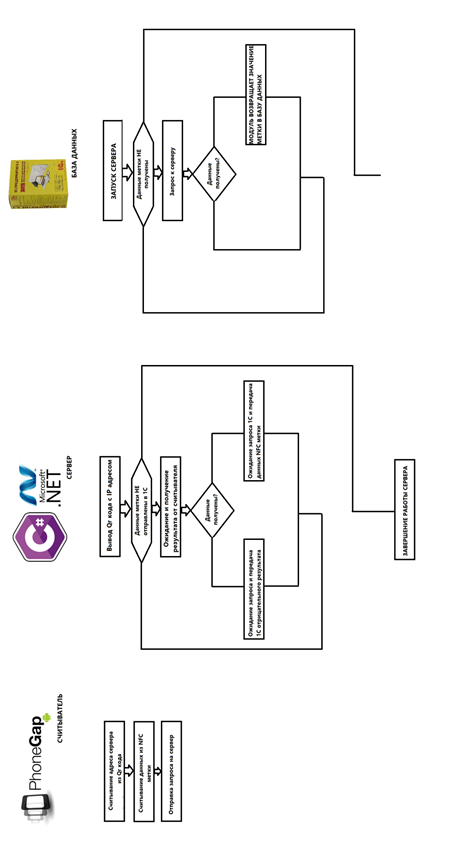 PhoneGap
СЧИТЫВАТЕЛЬ
Считывание адреса сервера
из Qr кода
Считывание данных из NFC
метки
Отправка запроса на сервер
C#
Microsoft®
.NET
СЕРВЕР
Вывод Qr кода с IP адресом
Данные метки НЕ
отправлены в 1С
Ожидание и получение
результата от считывателя
Данные
получены?
Ожидание запроса и передача
1С отрицательного результата
Ожидание запроса 1С и передача
данных NFC метки
ЗАВЕРШЕНИЕ РАБОТЫ СЕРВЕРА
БАЗА ДАННЫХ
ЗАПУСК СЕРВЕРА
Данные метки НЕ
получены
Запрос к серверу
Данные
получены?
МОДУЛЬ ВОЗВРАЩАЕТ ЗНАЧЕНИЕ
МЕТКИ В БАЗУ ДАННЫХ